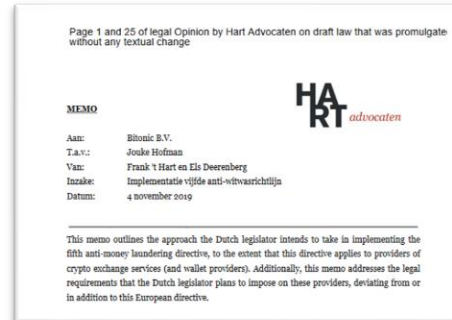 Page 1 and 25 of legal Opinion by Hart Advocaten on draft law that was promulgate
without any textual change
HA
RT advocaten
MEMO
Aan: Bitonic B.V.
T.a.v.: Jouke Hofman
Van: Frank 't Hart en Els Deerenberg
Inzake: Implementatie vijfde anti-witwasrichtlijn
Datum: 4 november 2019
This memo outlines the approach the Dutch legislator intends to take in implementing the
fifth anti-money laundering directive, to the extent that this directive applies to providers of
crypto exchange services (and wallet providers). Additionally, this memo addresses the legal
requirements that the Dutch legislator plans to impose on these providers, deviating from or
in addition to this European directive.